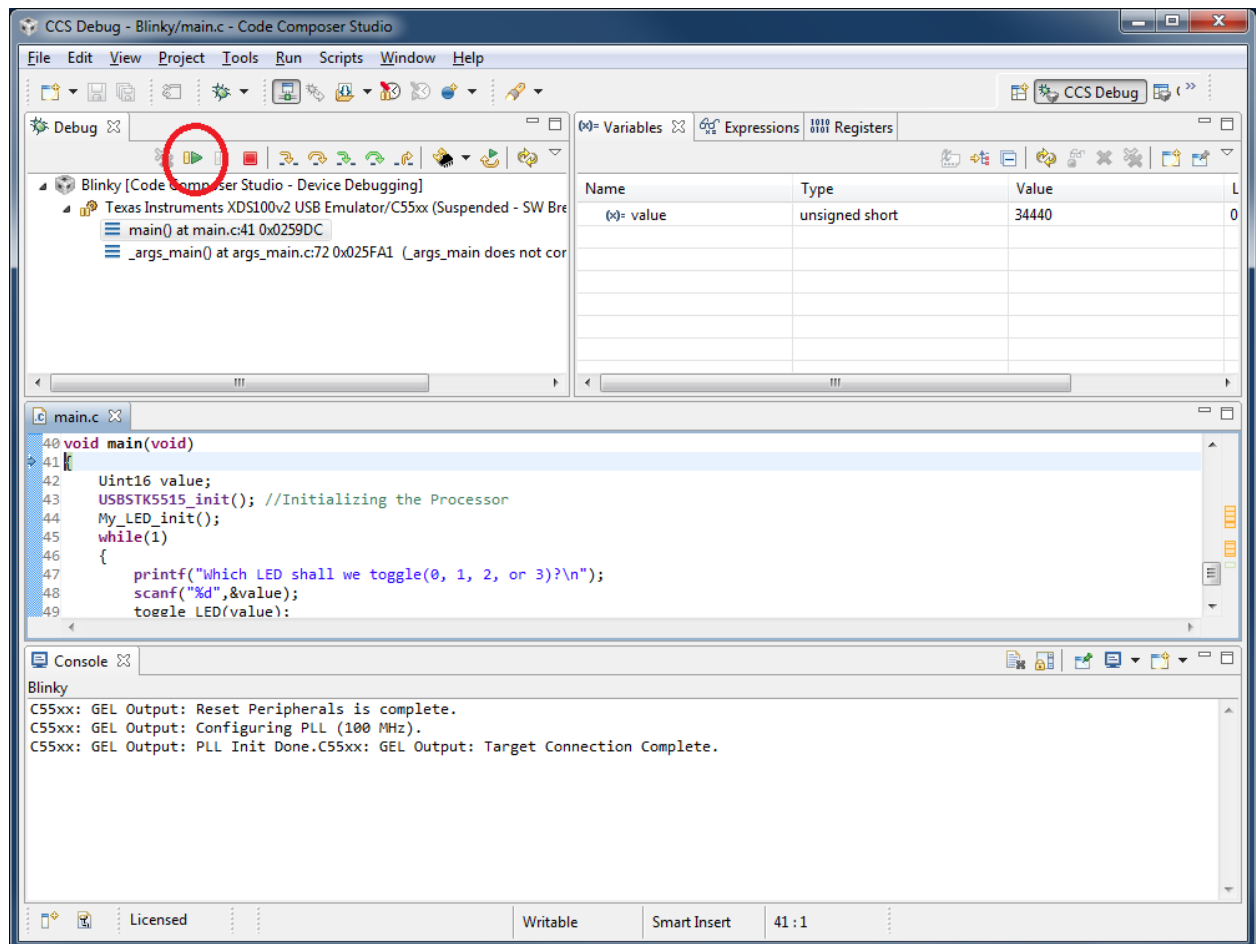 CCS Debug - Blinky/main.c - Code Composer Studio
File Edit View Project Tools Run Scripts Window Help
CCS Debug
Debug
Blinky [Code Composer Studio - Device Debugging]
Texas Instruments XDS100v2 USB Emulator/C55xx (Suspended - SW Bre
main() at main.c:41 0x0259DC
_args_main() at args_main.c:72 0x025FA1 (_args_main does not cor
(x)= Variables Expressions 1010 0101 Registers
Name Type Value L
(x)= value unsigned short 34440 0
main.c
40 void main(void)
41 {
42 Uint16 value;
43 USBSTK5515_init(); //Initializing the Processor
44 My_LED_init();
45 while(1)
46 {
47 printf("Which LED shall we toggle(0, 1, 2, or 3)?\n");
48 scanf("%d",&value);
49 toggle_LED(value);
Console
Blinky
C55xx: GEL Output: Reset Peripherals is complete.
C55xx: GEL Output: Configuring PLL (100 MHz).
C55xx: GEL Output: PLL Init Done.C55xx: GEL Output: Target Connection Complete.
Licensed Writable Smart Insert 41 : 1